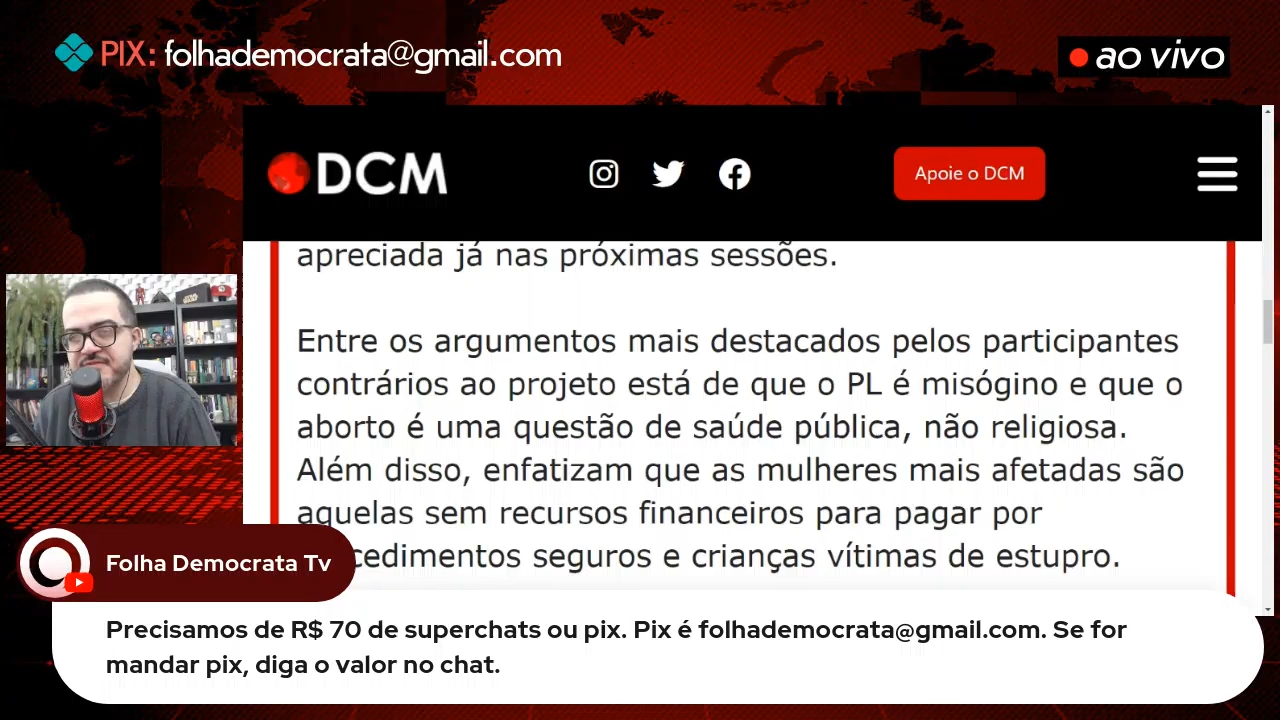 PIX: folhademocrata@gmail.com
ao vivo
DCM
Apoie o DCM
apreciada já nas próximas sessões.
Entre os argumentos mais destacados pelos participantes
contrários ao projeto está de que o PL é misógino e que o
aborto é uma questão de saúde pública, não religiosa.
Além disso, enfatizam que as mulheres mais afetadas são
aquelas sem recursos financeiros para pagar por
cedimentos seguros e crianças vítimas de estupro.
Folha Democrata Tv
Precisamos de R$ 70 de superchats ou pix. Pix é folhademocrata@gmail.com. Se for
mandar pix, diga o valor no chat.